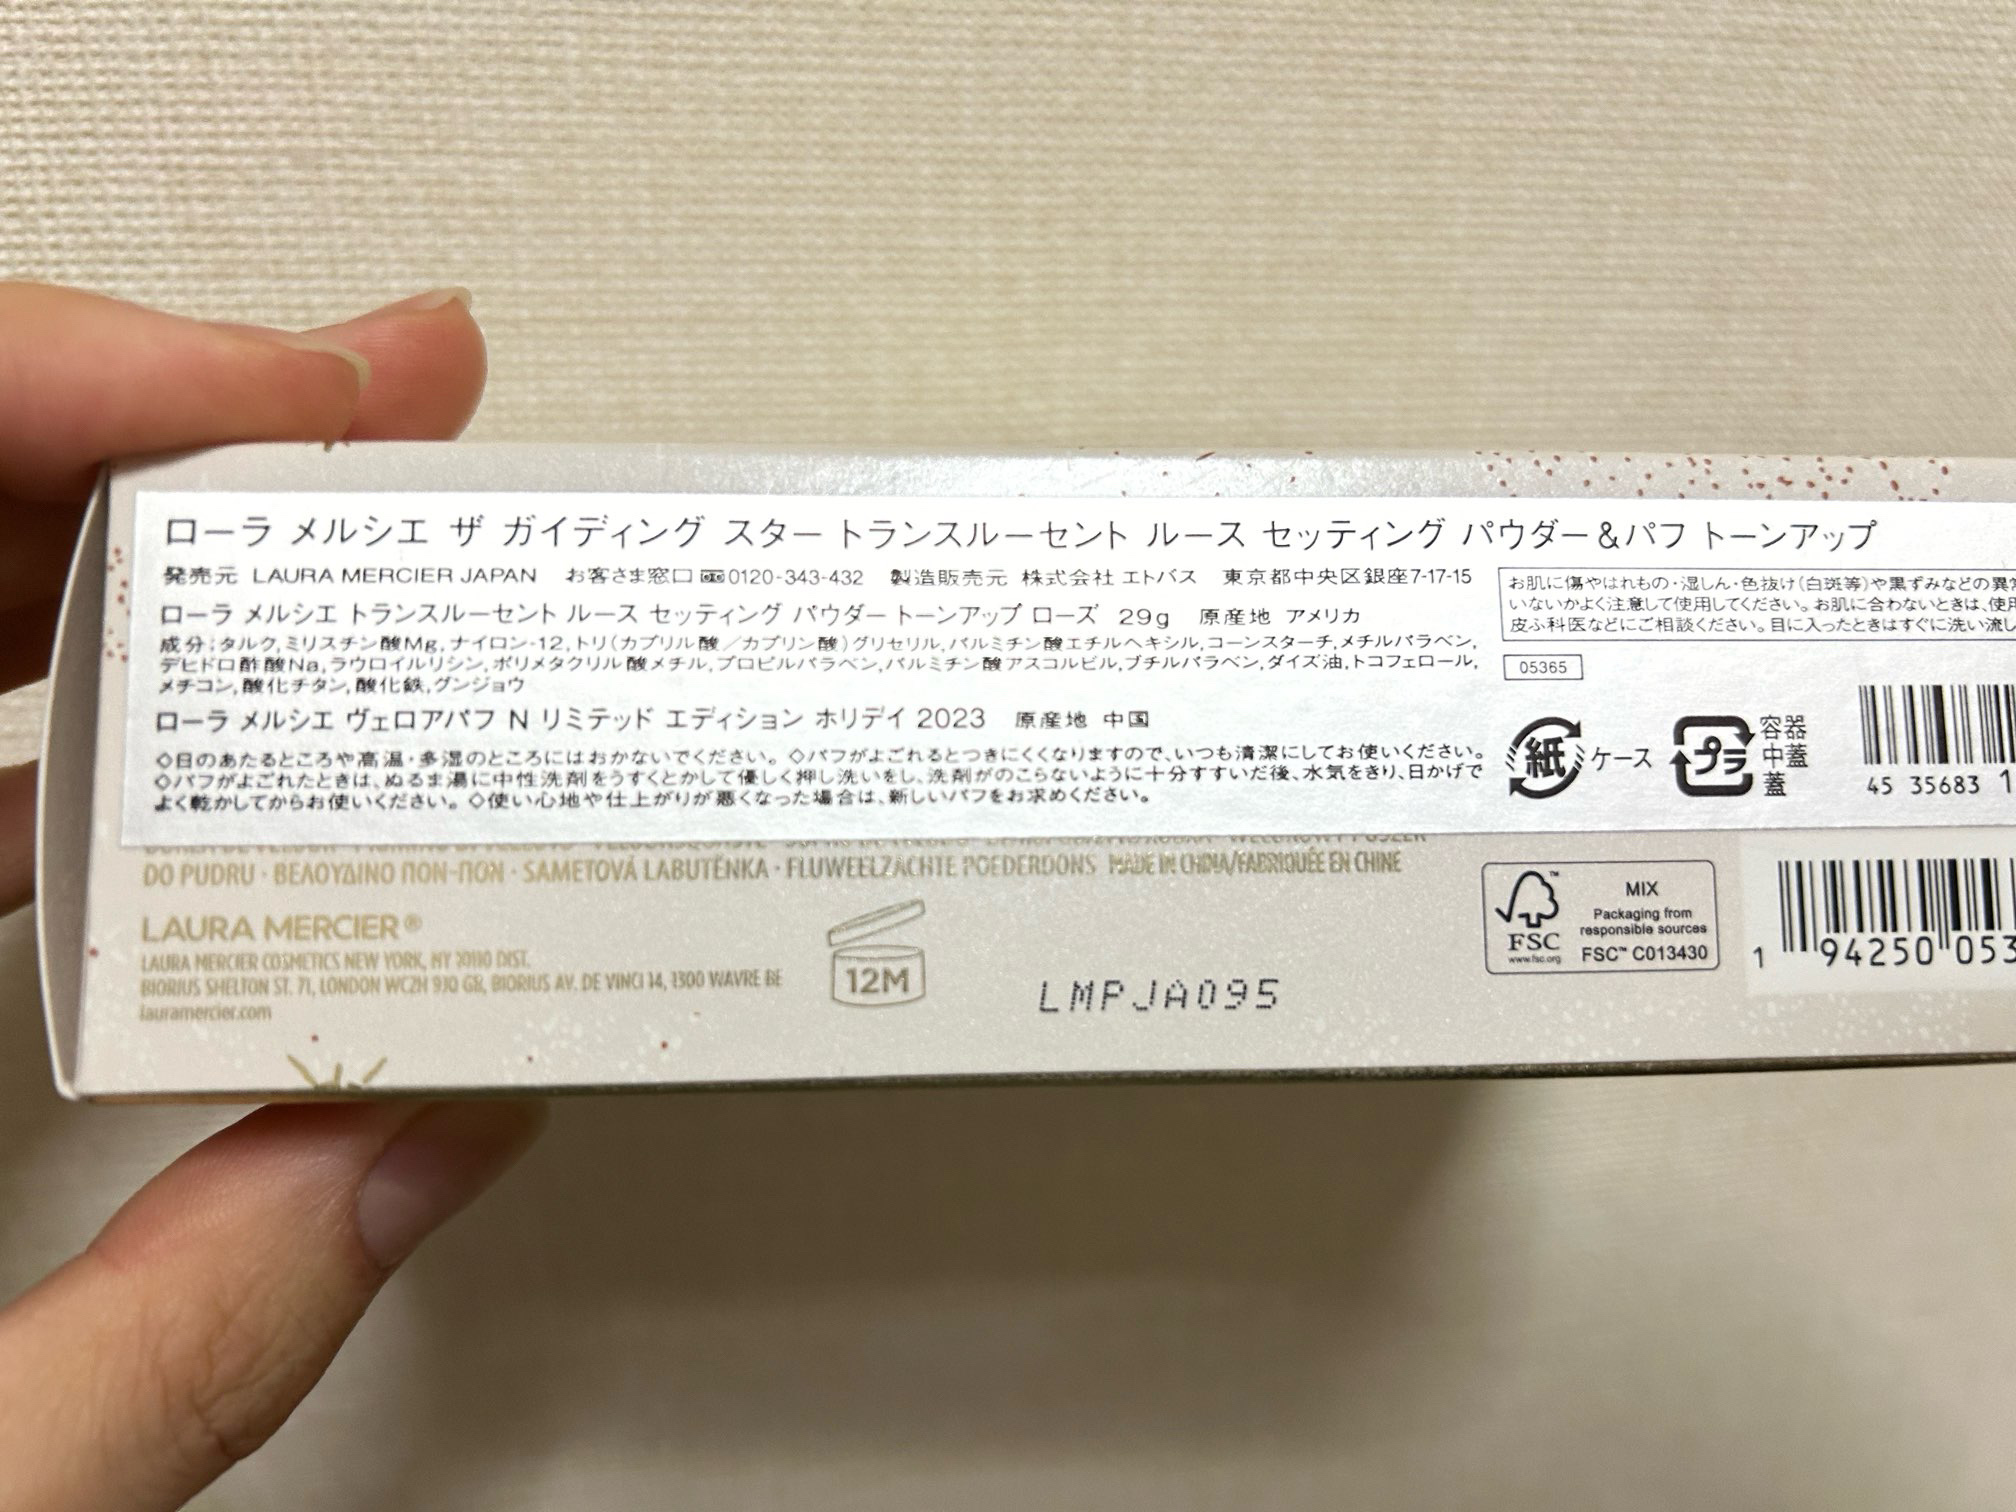 ローラ メルシエ ザ ガイディング スター トランスルーセント ルース セッティング パウダー＆パフ トーンアップ
発売元 LAURA MERCIER JAPAN お客さま窓口 0120-343-432 製造販売元 株式会社 エトバス 東京都中央区銀座7-17-15
ローラ メルシエ トランスルーセント ルース セッティング パウダー トーンアップ ローズ 29g 原産地 アメリカ
成分:タルク,ミリスチン酸Mg,ナイロン-12,トリ(カプリル酸／カプリン酸)グリセリル,パルミチン酸エチルヘキシル,コーンスターチ,メチルパラベン,
デヒドロ酢酸Na,ラウロイルリシン,ポリメタクリル酸メチル,プロピルパラベン,パルミチン酸アスコルビル,ブチルパラベン,ダイズ油,トコフェロール,
メチコン,酸化チタン,酸化鉄,グンジョウ
ローラ メルシエ ヴェロアパフ N リミテッド エディション ホリデイ 2023 原産地 中国
◇日のあたるところや高温・多湿のところにはおかないでください。◇パフがよごれるとつきにくくなりますので、いつも清潔にしてお使いください。
◇パフがよごれたときは、ぬるま湯に中性洗剤をうすくとかして優しく押し洗いをし、洗剤がのこらないように十分すすいだ後、水気をきり、日かげで
よく乾かしてからお使いください。◇使い心地や仕上がりが悪くなった場合は、新しいパフをお求めください。
お肌に傷やはれもの・湿しん・色抜け(白斑等)や黒ずみなどの異常
いないかよく注意して使用してください。お肌に合わないときは、使用
皮ふ科医などにご相談ください。目に入ったときはすぐに洗い流し
05365
紙 ケース
プラ 容器
中蓋
蓋
45 35683 1
DO PUDRU · ΒΕΛΟΥΔΙΝΟ ΠΟΝ-ΠΟΝ · SAMETOVÁ LABUTĚNKA · FLUWEELZACHTE POEDERDONS MADE IN CHINA/FABRIQUÉE EN CHINE
LAURA MERCIER®
LAURA MERCIER COSMETICS NEW YORK, NY 10110 DIST.
BIORIUS SHELTON ST. 71, LONDON WC2H 9JQ GB, BIORIUS AV. DE VINCI 14, 1300 WAVRE BE
lauramercier.com
12M
LMPJA095
FSC
www.fsc.org
MIX
Packaging from
responsible sources
FSC™ C013430
1 94250 053